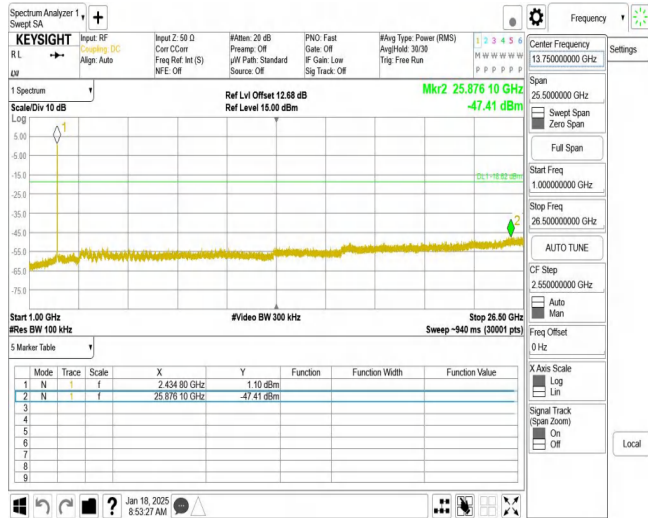 Spectrum Analyzer 1
Swept SA
Frequency
KEYSIGHT
RL
Input: RF
Coupling: DC
Align: Auto
Input Z: 50 Ω
Corr CCorr
Freq Ref: Int (S)
NFE: Off
#Atten: 20 dB
Preamp: Off
µW Path: Standard
Source: Off
PNO: Fast
Gate: Off
IF Gain: Low
Sig Track: Off
#Avg Type: Power (RMS)
Avg|Hold: 30/30
Trig: Free Run
1 2 3 4 5 6
M W W W W W
P P P P P P
Center Frequency
13.750000000 GHz
Settings
Span
25.5000000 GHz
Swept Span
Zero Span
Full Span
Start Freq
1.000000000 GHz
Stop Freq
26.500000000 GHz
AUTO TUNE
CF Step
2.550000000 GHz
Auto
Man
Freq Offset
0 Hz
X Axis Scale
Log
Lin
Signal Track
(Span Zoom)
On
Off
Local
1 Spectrum
Scale/Div 10 dB
Ref Lvl Offset 12.68 dB
Ref Level 15.00 dBm
Mkr2 25.876 10 GHz
-47.41 dBm
Log
5.00
-5.00
-15.0
-25.0
-35.0
-45.0
-55.0
-65.0
-75.0
1
2
Start 1.00 GHz
#Res BW 100 kHz
#Video BW 300 kHz
Stop 26.50 GHz
Sweep ~940 ms (30001 pts)
5 Marker Table
Mode Trace Scale X Y Function Function Width Function Value
1 N 1 f 2.434 80 GHz 1.10 dBm
2 N 1 f 25.876 10 GHz -47.41 dBm
3
4
5
6
7
8
9
Jan 18, 2025
8:53:27 AM